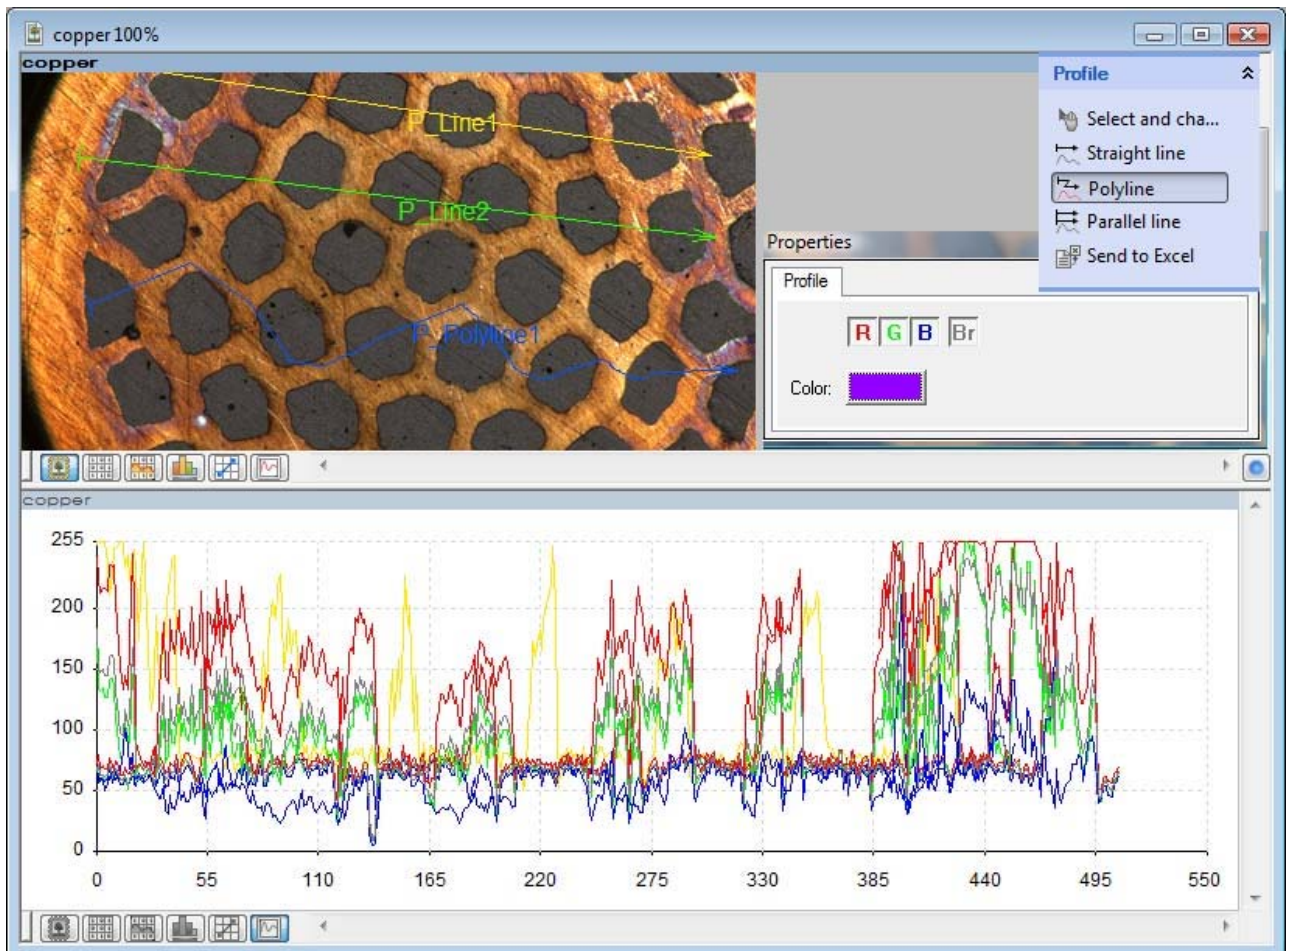 copper 100%
copper
Profile
Select and cha...
Straight line
Polyline
Parallel line
Send to Excel
P_Line1
P_Line2
P_Polyline1
Properties
Profile
R G B Br
Color:
copper
255
200
150
100
50
0
0 55 110 165 220 275 330 385 440 495 550